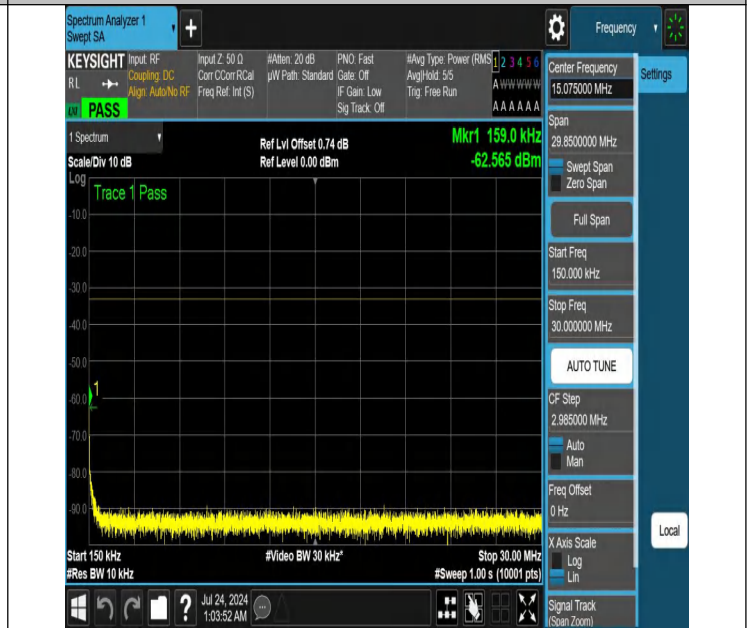 Spectrum Analyzer 1
Swept SA
+
Frequency
KEYSIGHT
RL
PASS
Input: RF
Coupling: DC
Align: Auto/No RF
Input Z: 50 Ω
Corr CCorr RCal
Freq Ref: Int (S)
#Atten: 20 dB
µW Path: Standard
PNO: Fast
Gate: Off
IF Gain: Low
Sig Track: Off
#Avg Type: Power (RMS
Avg|Hold: 5/5
Trig: Free Run
1 2 3 4 5 6
A W W W W W
A A A A A A
1 Spectrum
Scale/Div 10 dB
Ref Lvl Offset 0.74 dB
Ref Level 0.00 dBm
Mkr1 159.0 kHz
-62.565 dBm
Log
Trace 1 Pass
-10.0
-20.0
-30.0
-40.0
-50.0
-60.0
-70.0
-80.0
-90.0
1
Start 150 kHz
#Res BW 10 kHz
#Video BW 30 kHz*
Stop 30.00 MHz
#Sweep 1.00 s (10001 pts)
Jul 24, 2024
1:03:52 AM
Center Frequency
15.075000 MHz
Settings
Span
29.8500000 MHz
Swept Span
Zero Span
Full Span
Start Freq
150.000 kHz
Stop Freq
30.000000 MHz
AUTO TUNE
CF Step
2.985000 MHz
Auto
Man
Freq Offset
0 Hz
X Axis Scale
Log
Lin
Local
Signal Track
(Span Zoom)